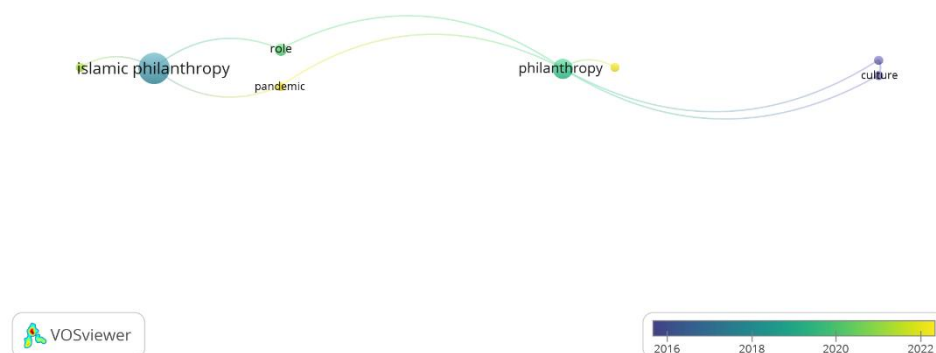 role
islamic philanthropy
philanthropy
culture
pandemic
VOSviewer
2016 2018 2020 2022